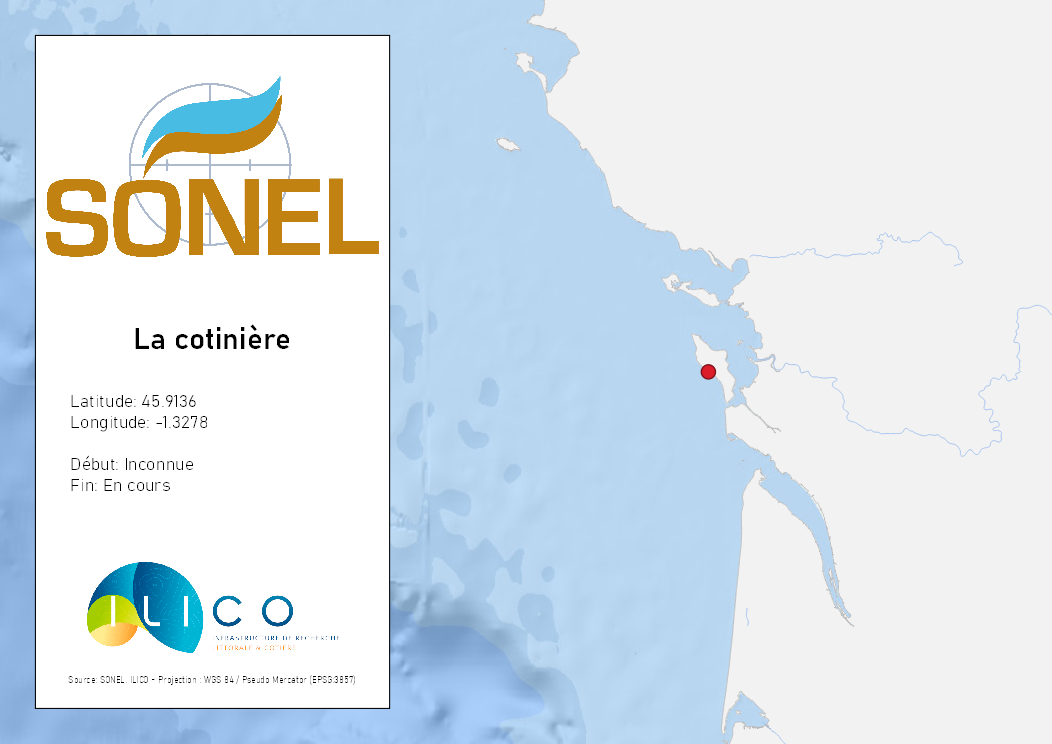 SONEL
La cotinière
Latitude: 45.9136
Longitude: -1.3278
Début: Inconnue
Fin: En cours
ILICO
INFRASTRUCTURE DE RECHERCHE
LITTORALE & COTIERE
Source: SONEL, ILICO - Projection : WGS 84 / Pseudo Mercator (EPSG:3857)